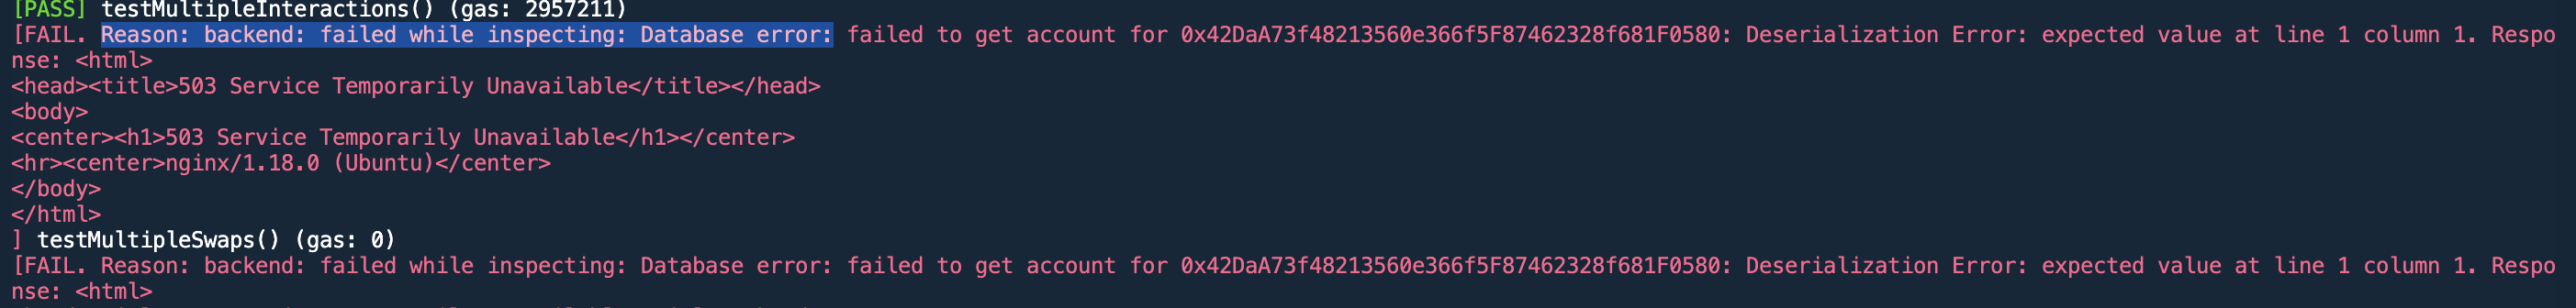 [PASS] testMultipleInteractions() (gas: 2957211)
[FAIL. Reason: backend: failed while inspecting: Database error: failed to get account for 0x42DaA73f48213560e366f5F87462328f681F0580: Deserialization Error: expected value at line 1 column 1. Respo
nse: <html>
<head><title>503 Service Temporarily Unavailable</title></head>
<body>
<center><h1>503 Service Temporarily Unavailable</h1></center>
<hr><center>nginx/1.18.0 (Ubuntu)</center>
</body>
</html>
] testMultipleSwaps() (gas: 0)
[FAIL. Reason: backend: failed while inspecting: Database error: failed to get account for 0x42DaA73f48213560e366f5F87462328f681F0580: Deserialization Error: expected value at line 1 column 1. Respo
nse: <html>